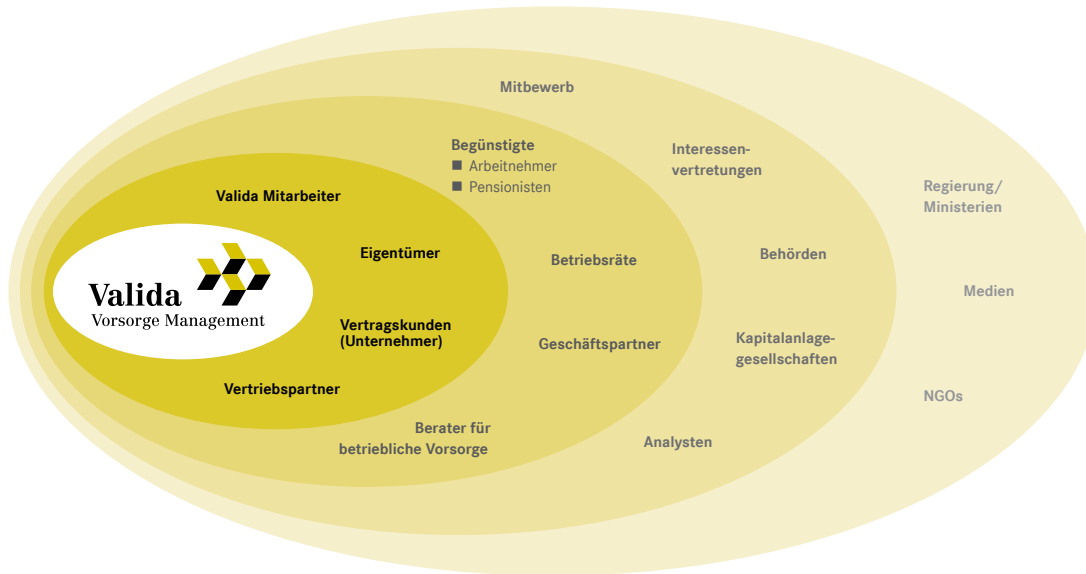 Mitbewerb
Begünstigte
Arbeitnehmer
Pensionisten
Interessen-
vertretungen
Regierung/
Ministerien
Valida Mitarbeiter
Eigentümer
Betriebsräte
Behörden
Medien
Valida
Vorsorge Management
Vertragskunden
(Unternehmer)
Geschäftspartner
Kapitalanlage-
gesellschaften
Vertriebspartner
NGOs
Berater für
betriebliche Vorsorge
Analysten